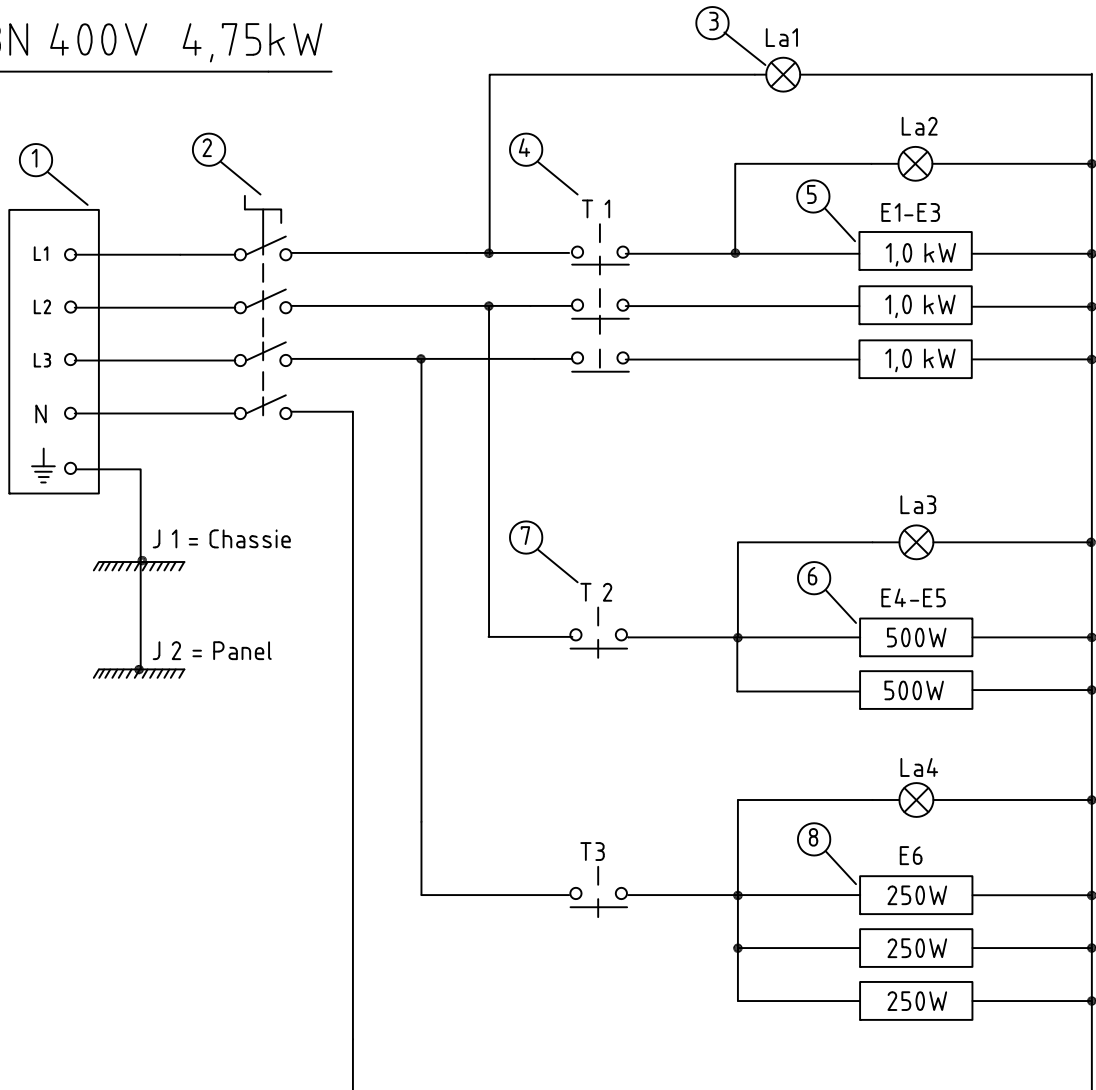 3N 400V 4,75kW
3
La1
La2
1
2
4
T 1
5
E1-E3
L1
1,0 kW
L2
1,0 kW
L3
1,0 kW
N
J 1 = Chassie
J 2 = Panel
7
T 2
La3
6
E4-E5
500W
500W
La4
T3
8
E6
250W
250W
250W